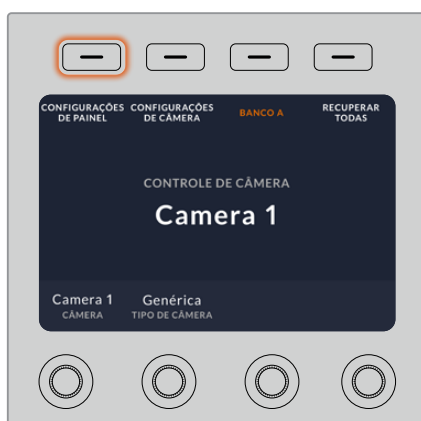 CONFIGURAÇÕES DE PAINEL
CONFIGURAÇÕES DE CÂMERA
BANCO A
RECUPERAR TODAS
CONTROLE DE CÂMERA
Camera 1
Camera 1
CÂMERA
Genérica
TIPO DE CÂMERA